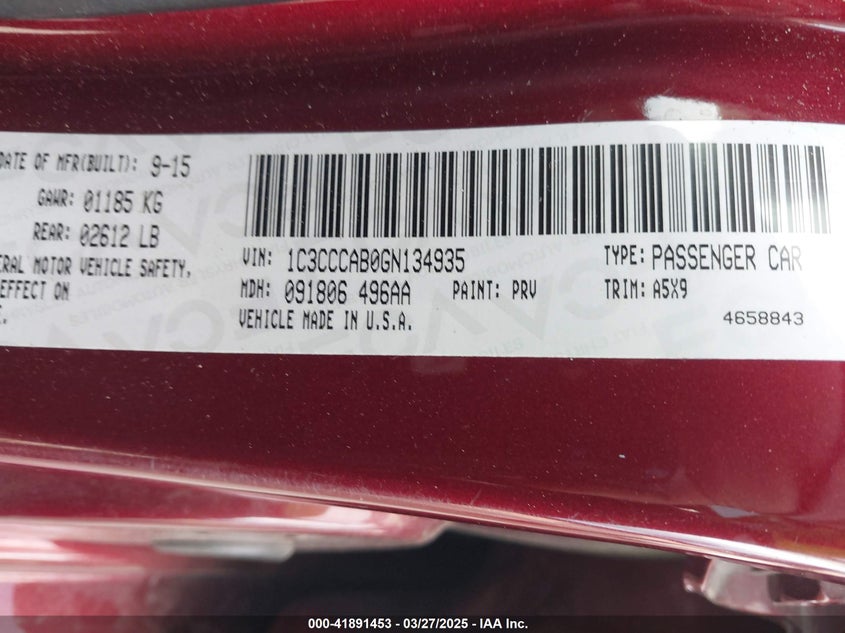 DATE OF MFR(BUILT): 9-15
GAWR: 01185 KG
REAR: 02612 LB
MOTOR VEHICLE SAFETY,
EFFECT ON
VIN: 1C3CCCAB0GN134935
TYPE: PASSENGER CAR
MDH: 091806 496AA
PAINT: PRV
TRIM: A5X9
VEHICLE MADE IN U.S.A.
4658843
000-41891453 - 03/27/2025 - IAA Inc.